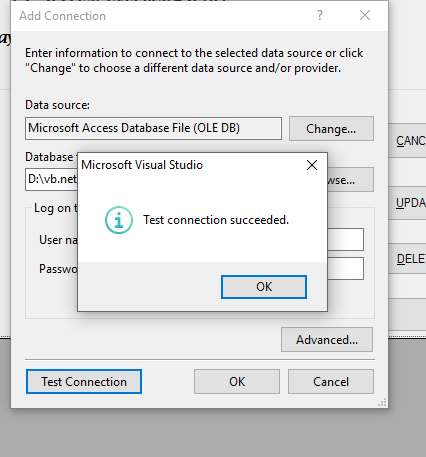 Add Connection
Enter information to connect to the selected data source or click
"Change" to choose a different data source and/or provider.
Data source:
Microsoft Access Database File (OLE DB)
Change...
Database
Microsoft Visual Studio
D:\vb.net
wse...
Test connection succeeded.
Log on t
User na
Passwo
OK
Advanced...
Test Connection
OK
Cancel
CANC
UPDA
DELE